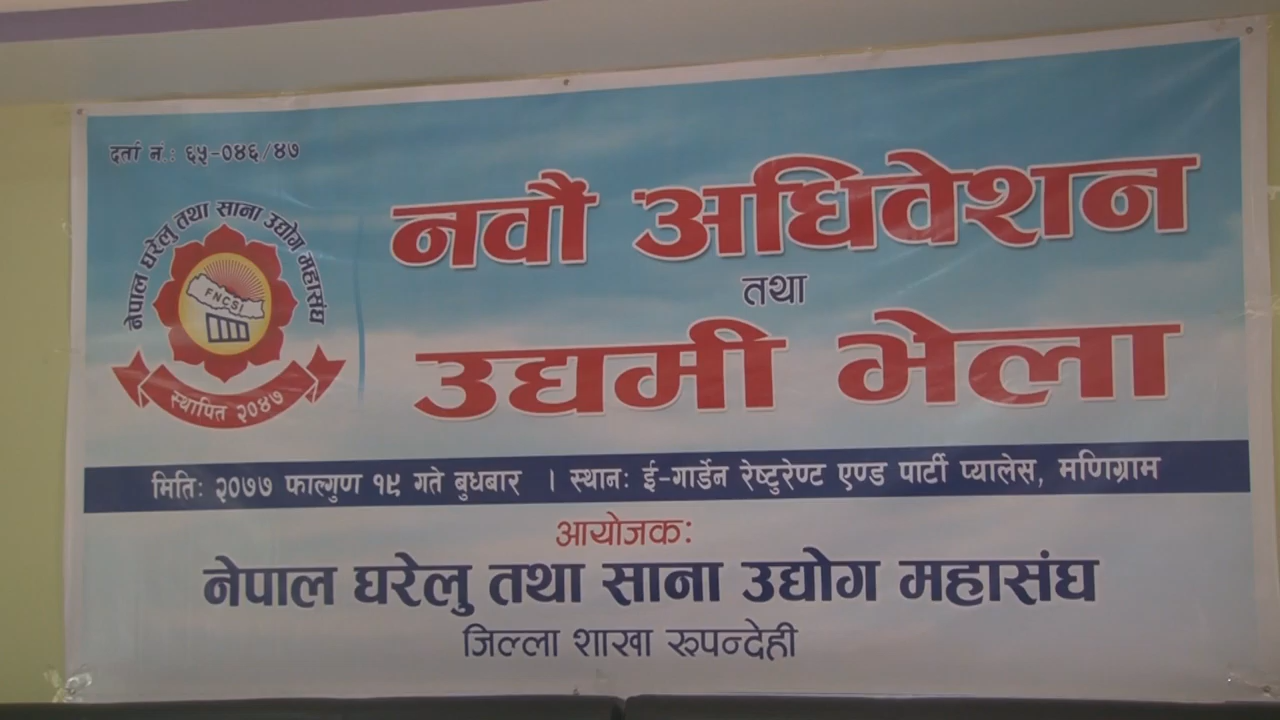 दर्ता नं.: ६५-०४६/४७
नेपाल घरेलु तथा साना उद्योग महासंघ
FNCSI
स्थापित २०४७
नवौं अधिवेशन
तथा
उद्यमी भेला
मितिः २०७७ फाल्गुण १९ गते बुधबार । स्थानः ई-गार्डेन रेष्टुरेण्ट एण्ड पार्टी प्यालेस, मणिग्राम
आयोजकः
नेपाल घरेलु तथा साना उद्योग महासंघ
जिल्ला शाखा रुपन्देही